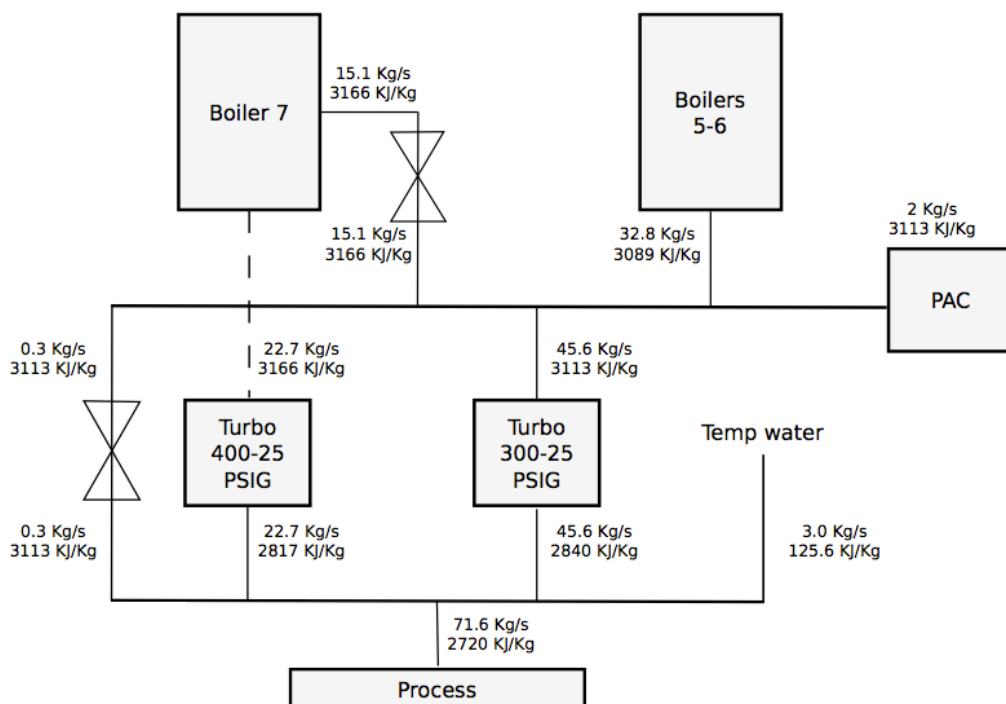 Boiler 7
15.1 Kg/s
3166 KJ/Kg
Boilers
5-6
15.1 Kg/s
3166 KJ/Kg
32.8 Kg/s
3089 KJ/Kg
2 Kg/s
3113 KJ/Kg
PAC
0.3 Kg/s
3113 KJ/Kg
22.7 Kg/s
3166 KJ/Kg
45.6 Kg/s
3113 KJ/Kg
Turbo
400-25
PSIG
Turbo
300-25
PSIG
Temp water
0.3 Kg/s
3113 KJ/Kg
22.7 Kg/s
2817 KJ/Kg
45.6 Kg/s
2840 KJ/Kg
3.0 Kg/s
125.6 KJ/Kg
71.6 Kg/s
2720 KJ/Kg
Process